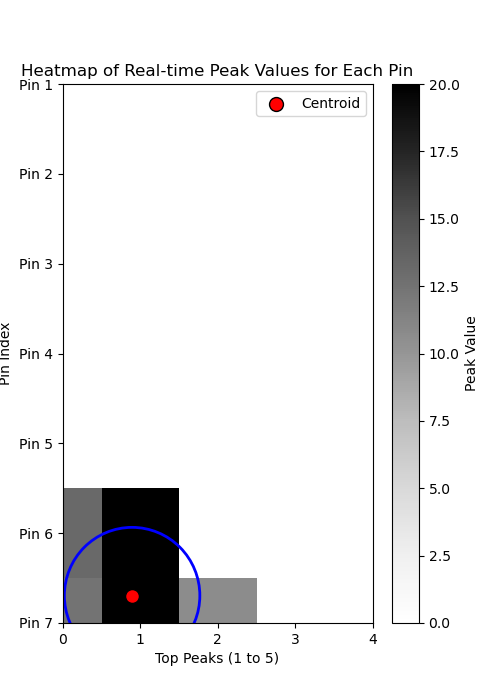 Heatmap of Real-time Peak Values for Each Pin
Centroid
Pin 1
Pin 2
Pin 3
Pin 4
Pin 5
Pin 6
Pin 7
Pin Index
0 1 2 3 4
Top Peaks (1 to 5)
20.0
17.5
15.0
12.5
10.0
7.5
5.0
2.5
0.0
Peak Value